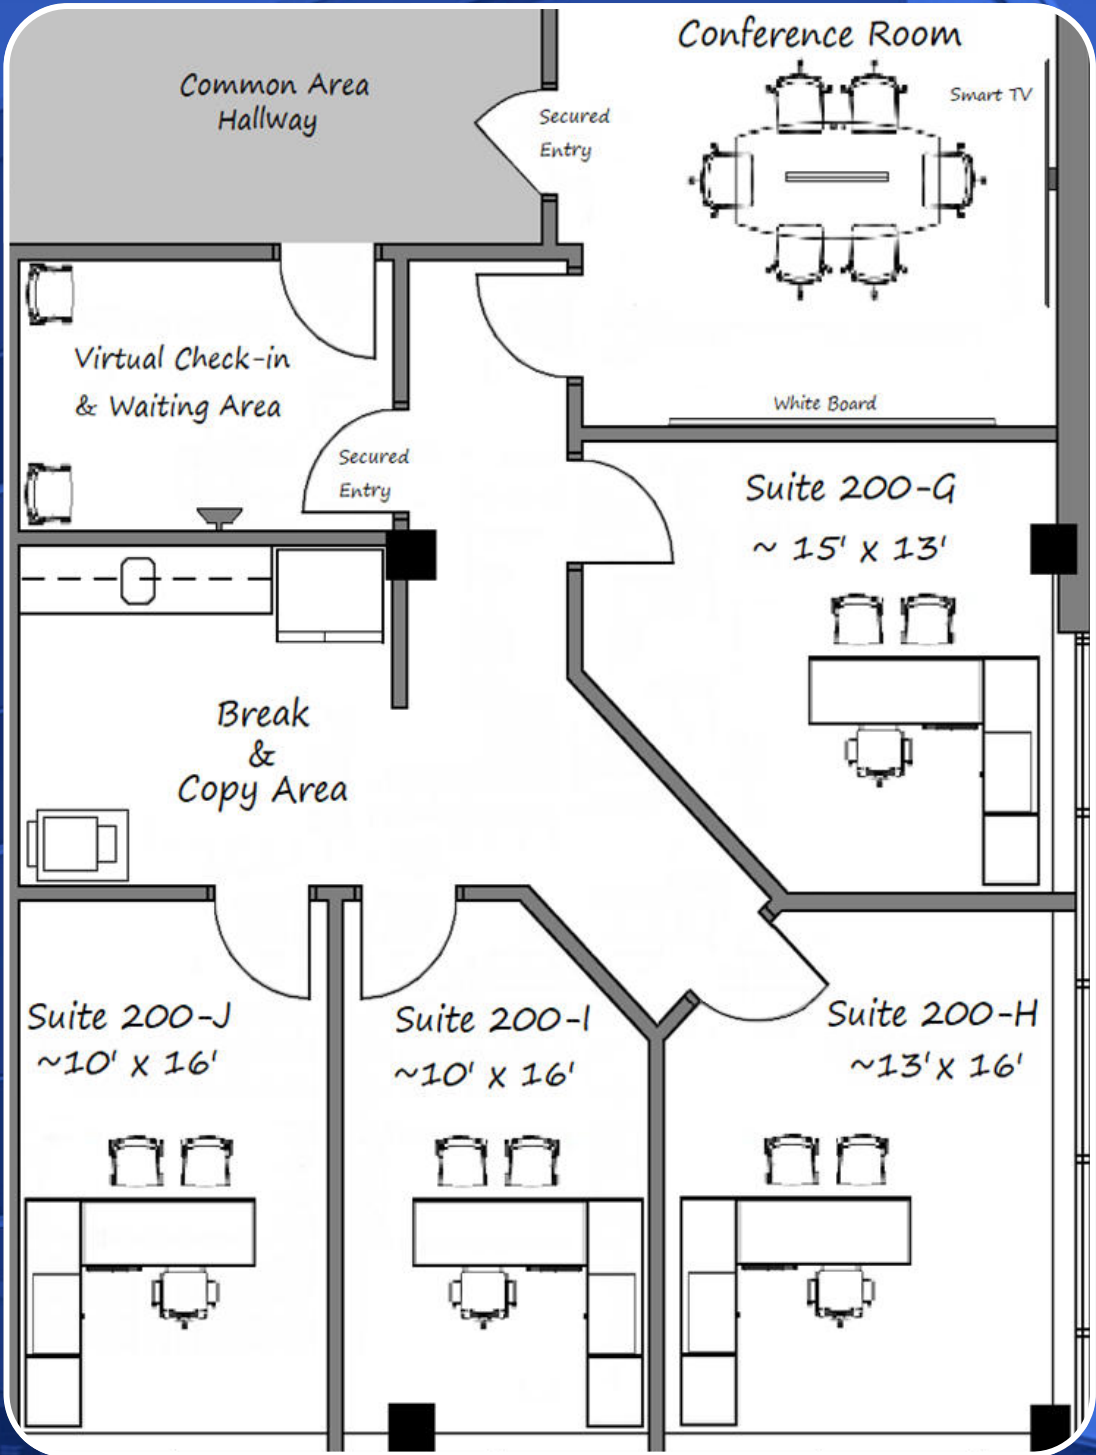 Conference Room
Common Area
Hallway
Smart TV
Secured
Entry
Virtual Check-in
& Waiting Area
White Board
Secured
Entry
Suite 200-G
~ 15' x 13'
Break
&
Copy Area
Suite 200-J
~10' x 16'
Suite 200-I
~10' x 16'
Suite 200-H
~13' x 16'